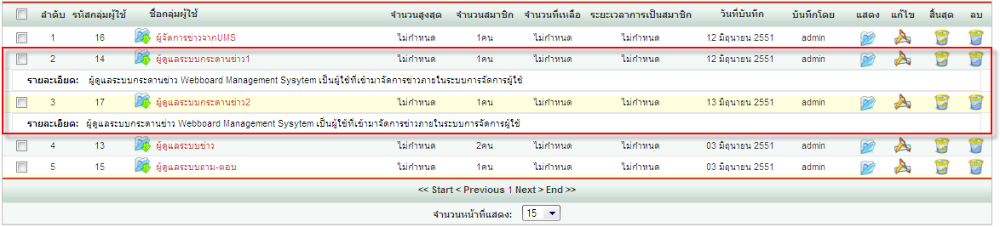 ลำดับ รหัสกลุ่มผู้ใช้ ชื่อกลุ่มผู้ใช้ จำนวนสูงสุด จำนวนสมาชิก จำนวนที่เหลือ ระยะเวลาการเป็นสมาชิก วันที่บันทึก บันทึกโดย แสดง แก้ไข สิ้นสุด ลบ
1 16 ผู้จัดการข่าวจากUMS ไม่กำหนด 1คน ไม่กำหนด ไม่กำหนด 12 มิถุนายน 2551 admin
2 14 ผู้ดูแลระบบกระดานข่าว1 ไม่กำหนด 1คน ไม่กำหนด ไม่กำหนด 12 มิถุนายน 2551 admin
รายละเอียด: ผู้ดูแลระบบกระดานข่าว Webboard Management Sysytem เป็นผู้ใช้ที่เข้ามาจัดการข่าวภายในระบบการจัดการผู้ใช้
3 17 ผู้ดูแลระบบกระดานข่าว2 ไม่กำหนด 1คน ไม่กำหนด ไม่กำหนด 13 มิถุนายน 2551 admin
รายละเอียด: ผู้ดูแลระบบกระดานข่าว Webboard Management Sysytem เป็นผู้ใช้ที่เข้ามาจัดการข่าวภายในระบบการจัดการผู้ใช้
4 13 ผู้ดูแลระบบข่าว ไม่กำหนด 2คน ไม่กำหนด ไม่กำหนด 03 มิถุนายน 2551 admin
5 15 ผู้ดูแลระบบถาม-ตอบ ไม่กำหนด 1คน ไม่กำหนด ไม่กำหนด 03 มิถุนายน 2551 admin
<< Start < Previous 1 Next > End >>
จำนวนหน้าที่แสดง: 15